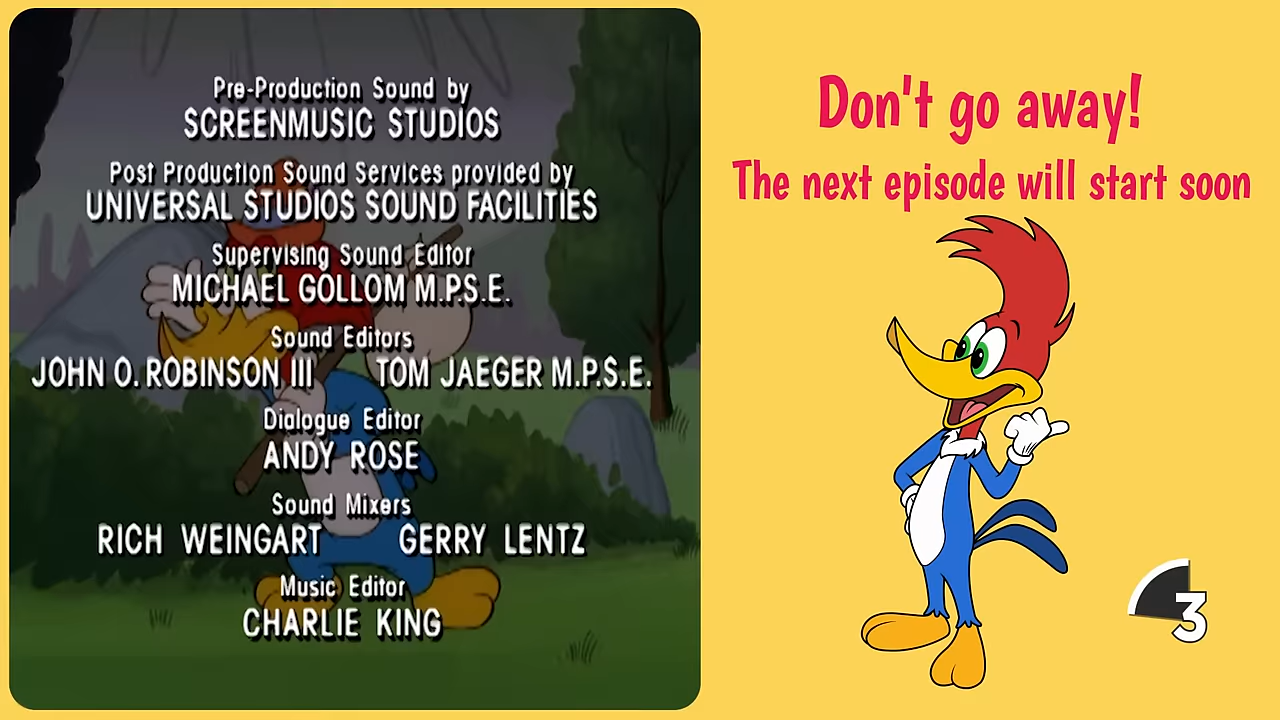 Pre-Production Sound by
SCREENMUSIC STUDIOS
Post Production Sound Services provided by
UNIVERSAL STUDIOS SOUND FACILITIES
Supervising Sound Editor
MICHAEL GOLLOM M.P.S.E.
Sound Editors
JOHN O. ROBINSON III TOM JAEGER M.P.S.E.
Dialogue Editor
ANDY ROSE
Sound Mixers
RICH WEINGART GERRY LENTZ
Music Editor
CHARLIE KING
Don't go away!
The next episode will start soon
3